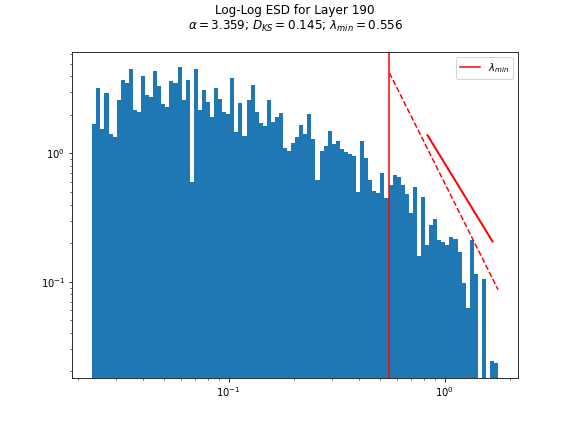 Log-Log ESD for Layer 190
α = 3.359; D_KS = 0.145; λ_min = 0.556
λ_min
10⁰
10⁻¹
10⁻¹
10⁰